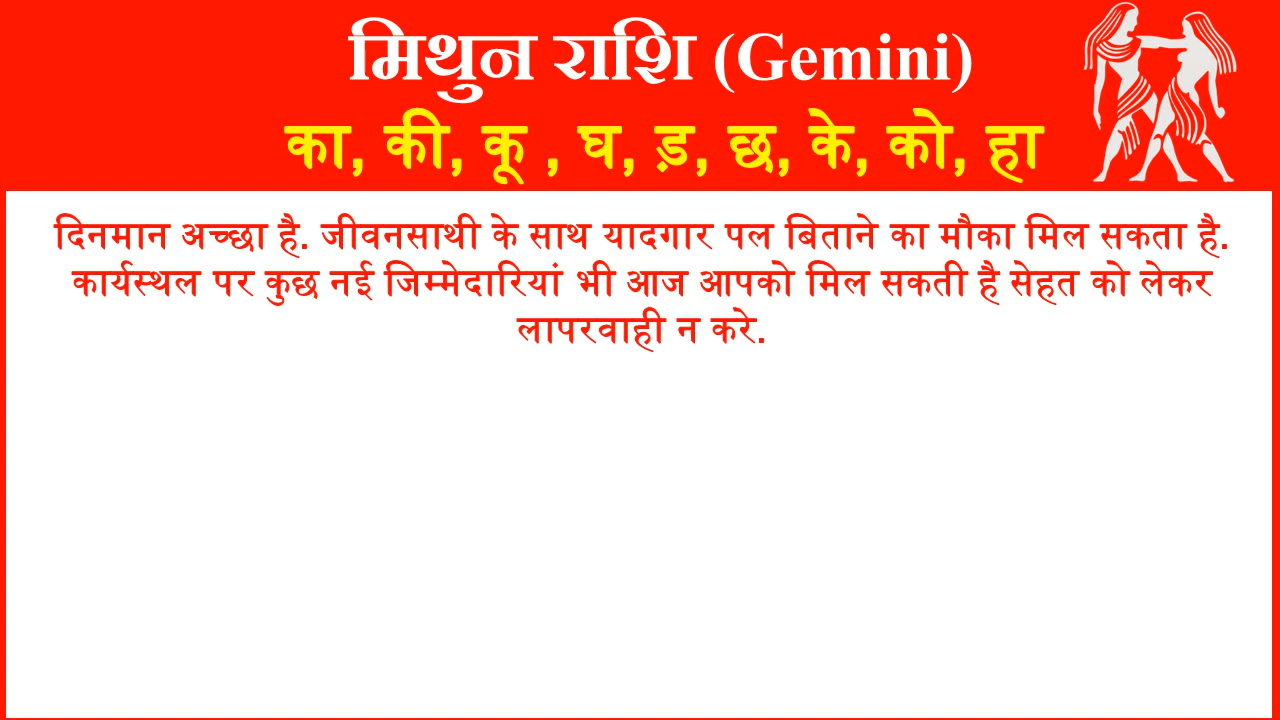 मिथुन राशि (Gemini)
का, की, कू , घ, ड़, छ, के, को, हा
दिनमान अच्छा है. जीवनसाथी के साथ यादगार पल बिताने का मौका मिल सकता है.
कार्यस्थल पर कुछ नई जिम्मेदारियां भी आज आपको मिल सकती है सेहत को लेकर
लापरवाही न करे.